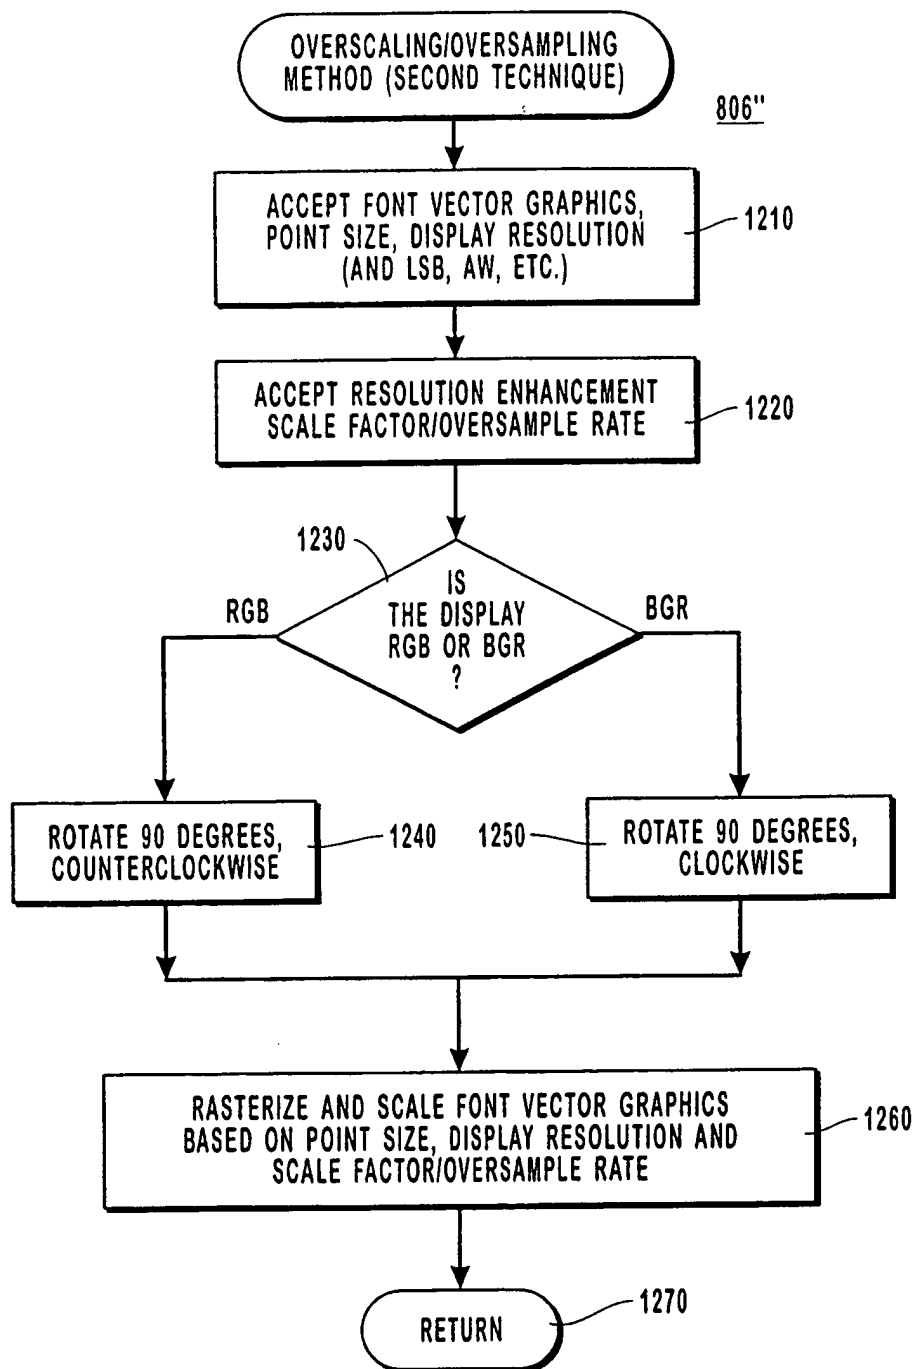 OVERSCALING/OVERSAMPLING
METHOD (SECOND TECHNIQUE)
806"
ACCEPT FONT VECTOR GRAPHICS,
POINT SIZE, DISPLAY RESOLUTION
(AND LSB, AW, ETC.)
1210
ACCEPT RESOLUTION ENHANCEMENT
SCALE FACTOR/OVERSAMPLE RATE
1220
1230
IS
THE DISPLAY
RGB OR BGR
?
RGB
BGR
ROTATE 90 DEGREES,
COUNTERCLOCKWISE
1240
1250
ROTATE 90 DEGREES,
CLOCKWISE
RASTERIZE AND SCALE FONT VECTOR GRAPHICS
BASED ON POINT SIZE, DISPLAY RESOLUTION AND
SCALE FACTOR/OVERSAMPLE RATE
1260
RETURN
1270